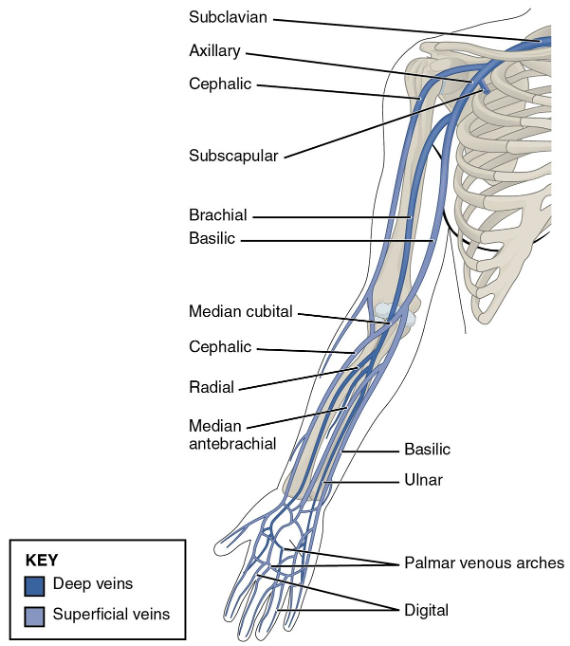 Subclavian
Axillary
Cephalic
Subscapular
Brachial
Basilic
Median cubital
Cephalic
Radial
Median
antebrachial
Basilic
Ulnar
Palmar venous arches
Digital
KEY
Deep veins
Superficial veins